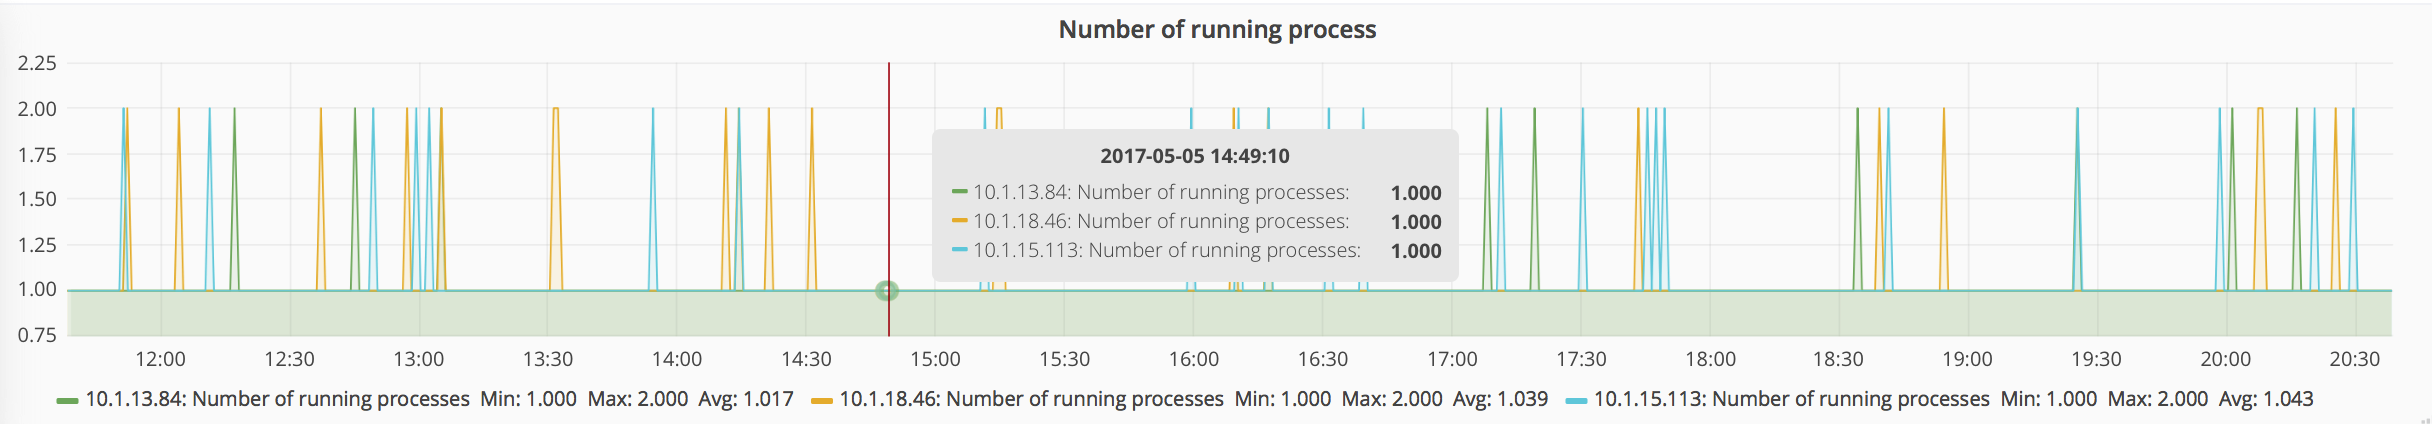 Number of running process
2.25
2.00
1.75
1.50
1.25
1.00
0.75
2017-05-05 14:49:10
10.1.13.84: Number of running processes: 1.000
10.1.18.46: Number of running processes: 1.000
10.1.15.113: Number of running processes: 1.000
12:00 12:30 13:00 13:30 14:00 14:30 15:00 15:30 16:00 16:30 17:00 17:30 18:00 18:30 19:00 19:30 20:00 20:30
10.1.13.84: Number of running processes Min: 1.000 Max: 2.000 Avg: 1.017 10.1.18.46: Number of running processes Min: 1.000 Max: 2.000 Avg: 1.039 10.1.15.113: Number of running processes Min: 1.000 Max: 2.000 Avg: 1.043